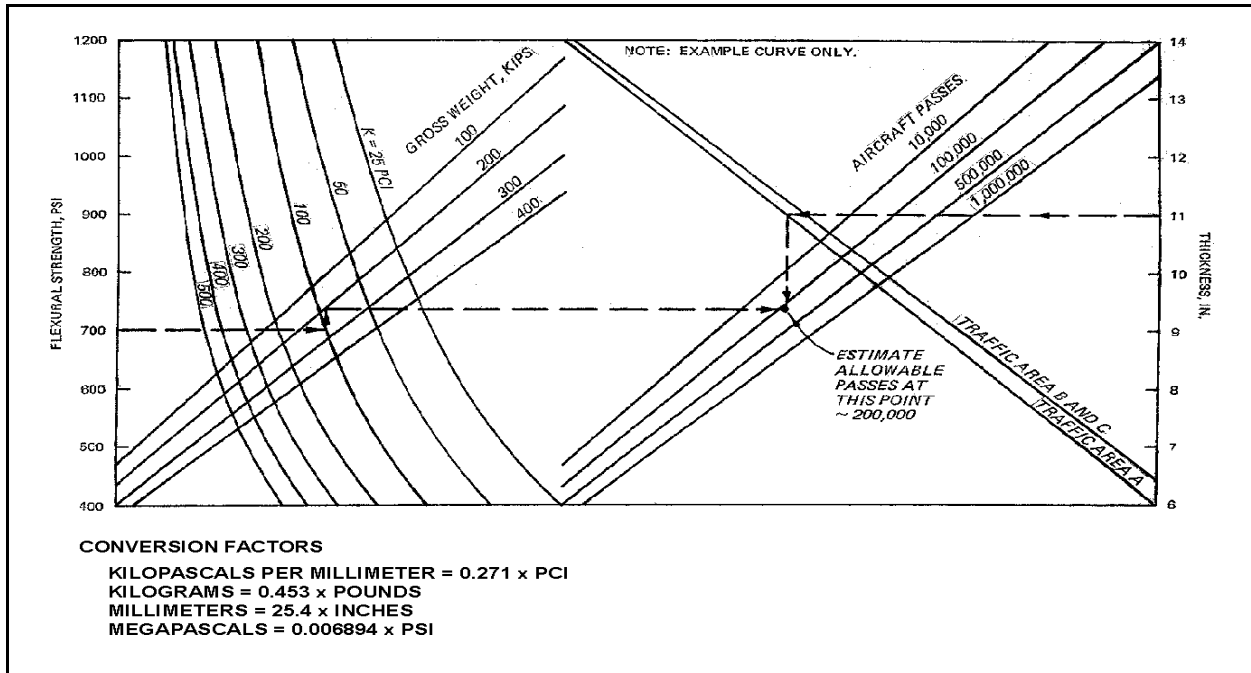 NOTE: EXAMPLE CURVE ONLY.
FLEXURAL STRENGTH, PSI
1200
1100
1000
900
800
700
600
500
400
GROSS WEIGHT, KIPS
100
200
300
400
K = 25 PCI
50
100
200
300
400
500
AIRCRAFT PASSES
10,000
100,000
500,000
1,000,000
ESTIMATE
ALLOWABLE
PASSES AT
THIS POINT
~ 200,000
TRAFFIC AREA B AND C
TRAFFIC AREA A
14
13
12
11
10
9
8
7
6
THICKNESS, IN.
CONVERSION FACTORS
KILOPASCALS PER MILLIMETER = 0.271 x PCI
KILOGRAMS = 0.453 x POUNDS
MILLIMETERS = 25.4 x INCHES
MEGAPASCALS = 0.006894 x PSI